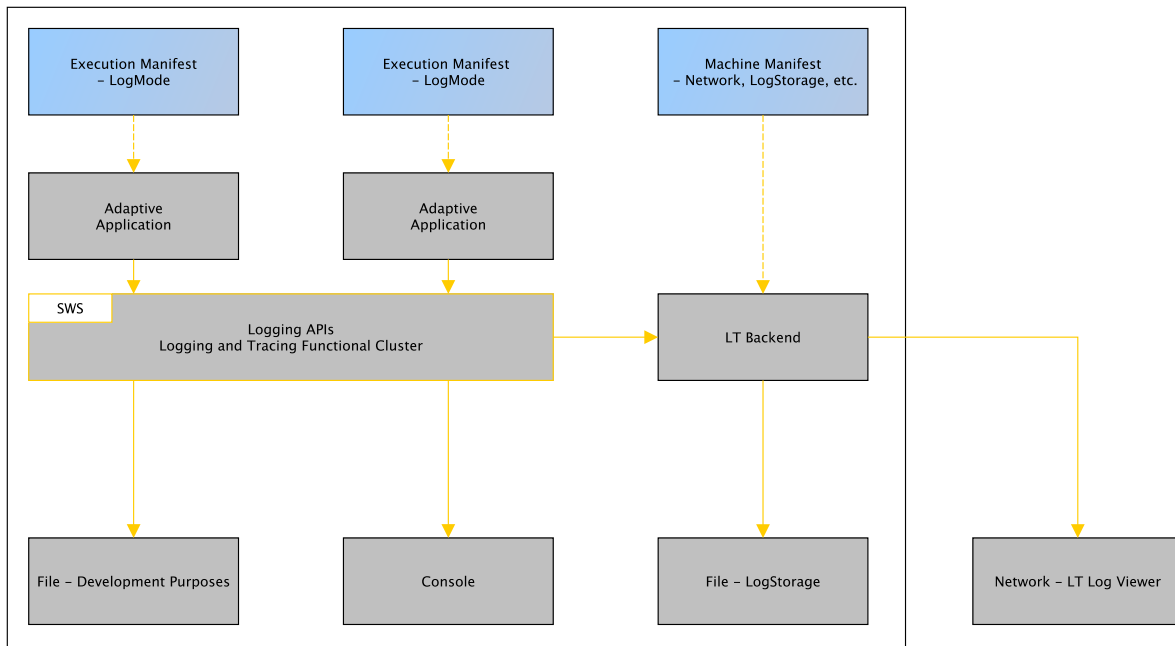 Execution Manifest
– LogMode
Execution Manifest
– LogMode
Machine Manifest
– Network, LogStorage, etc.
Adaptive
Application
Adaptive
Application
SWS
Logging APIs
Logging and Tracing Functional Cluster
LT Backend
File – Development Purposes
Console
File – LogStorage
Network – LT Log Viewer